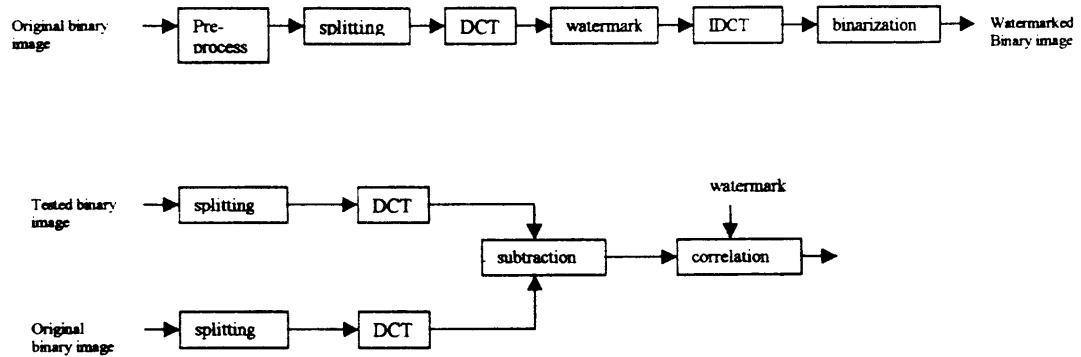 Original binary
image
Pre-
process
splitting
DCT
watermark
IDCT
binarization
Watermarked
Binary image
Tested binary
image
splitting
DCT
watermark
subtraction
correlation
Original
binary image
splitting
DCT